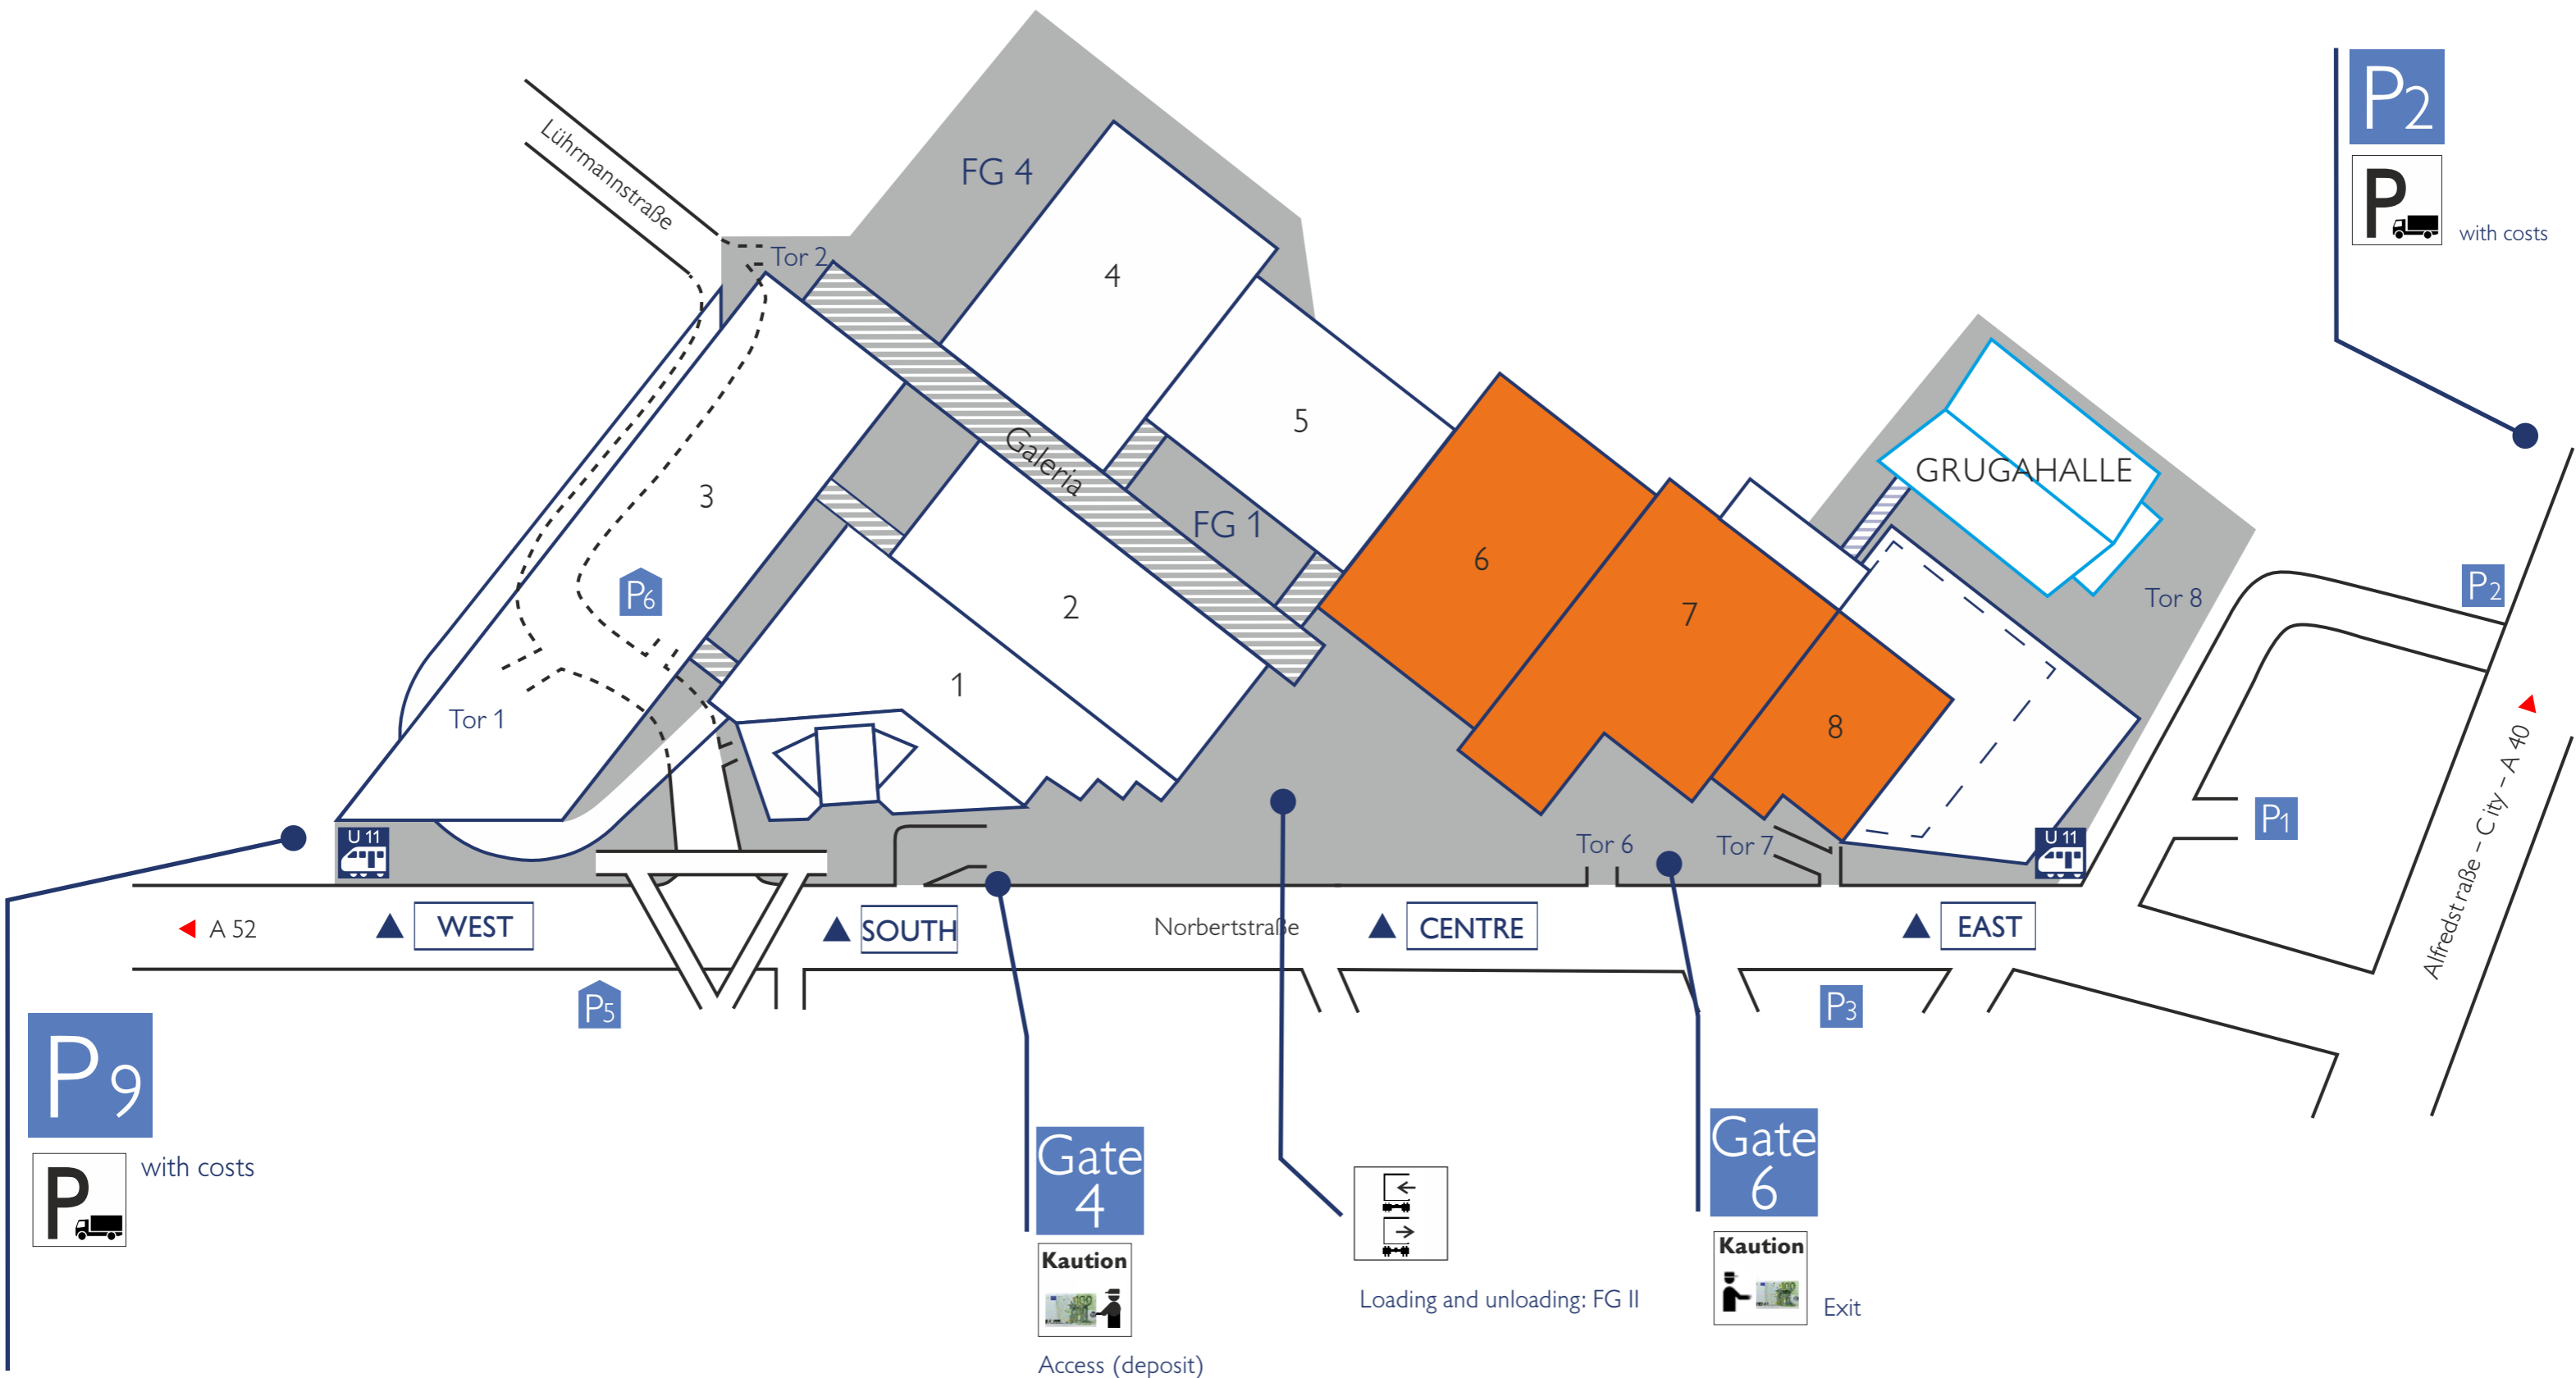 P2
P
with costs
Lührmannstraße
FG 4
Tor 2
4
5
3
Galeria
FG 1
GRUGAHALLE
6
7
2
P6
Tor 8
P2
1
8
Tor 1
Alfredstraße – City – A 40
P1
U 11
U 11
Tor 6
Tor 7
A 52
WEST
SOUTH
Norbertstraße
CENTRE
EAST
P5
P3
P9
with costs
P
Gate
4
Kaution
100
Access (deposit)
Loading and unloading: FG II
Gate
6
Kaution
100
Exit